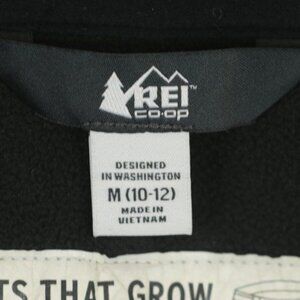 REI
CO·OP
DESIGNED
IN WASHINGTON
M (10-12)
MADE IN
VIETNAM
TS THAT GROW